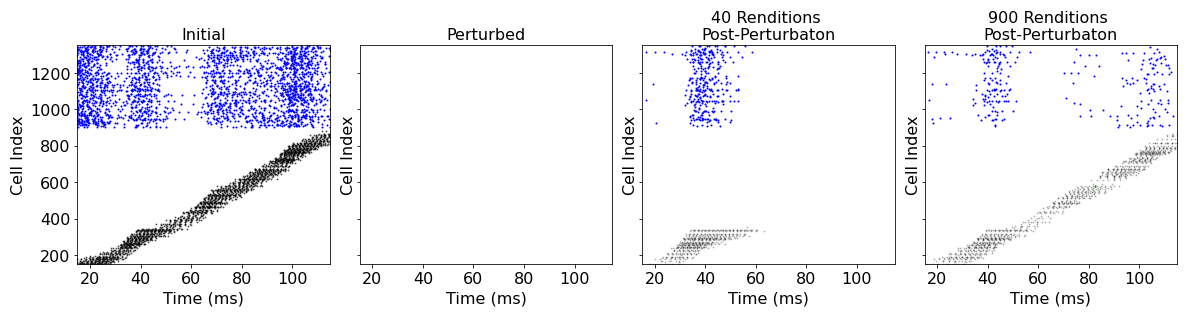 Initial
Perturbed
40 Renditions
Post-Perturbaton
900 Renditions
Post-Perturbaton
Cell Index
1200
1000
800
600
400
200
20 40 60 80 100
Time (ms)
Cell Index
20 40 60 80 100
Time (ms)
Cell Index
20 40 60 80 100
Time (ms)
Cell Index
20 40 60 80 100
Time (ms)